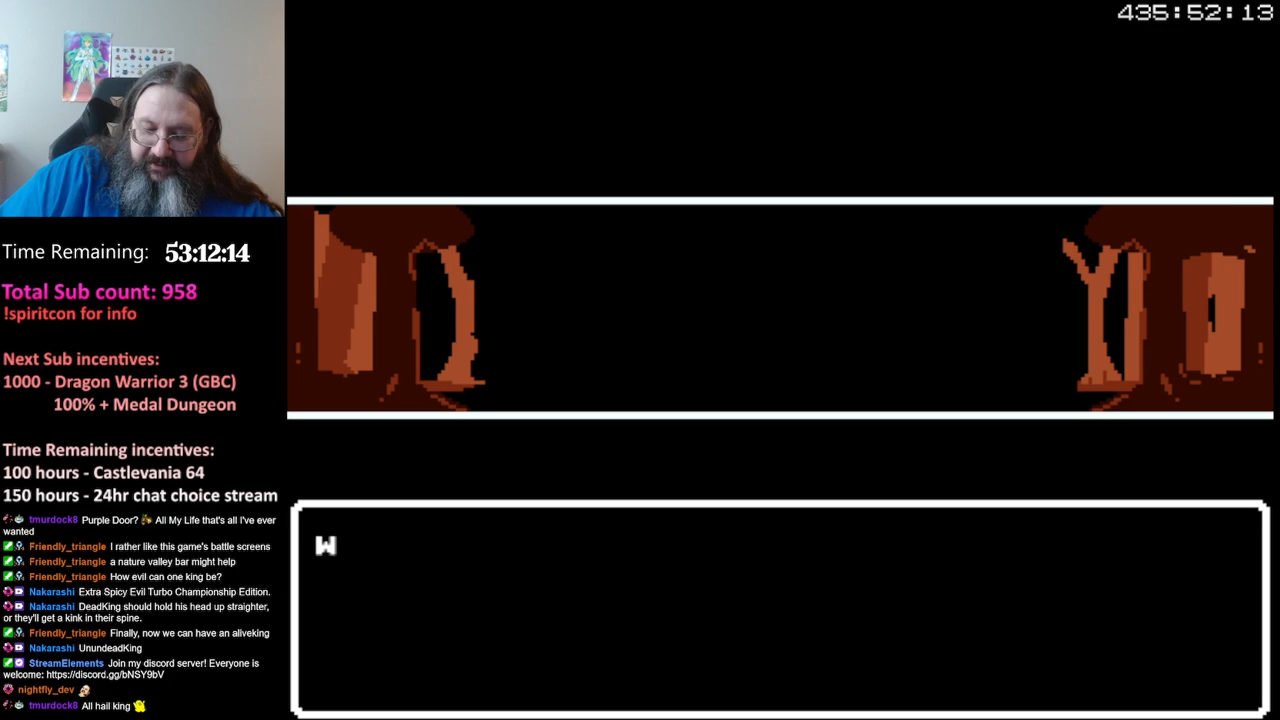 435:52:13
Time Remaining: 53:12:14
Total Sub count: 958
!spiritcon for info
Next Sub incentives:
1000 - Dragon Warrior 3 (GBC)
100% + Medal Dungeon
Time Remaining incentives:
100 hours - Castlevania 64
150 hours - 24hr chat choice stream
tmurdock8 Purple Door? All My Life that's all I've ever
wanted
Friendly_triangle I rather like this game's battle screens
Friendly_triangle a nature valley bar might help
Friendly_triangle How evil can one king be?
Nakarashi Extra Spicy Evil Turbo Championship Edition.
Nakarashi DeadKing should hold his head up straighter,
or they'll get a kink in their spine.
Friendly_triangle Finally, now we can have an aliveking
Nakarashi UnundeadKing
StreamElements Join my discord server! Everyone is
welcome: https://discord.gg/bNSY9bV
nightfly_dev
tmurdock8 All hail king
W